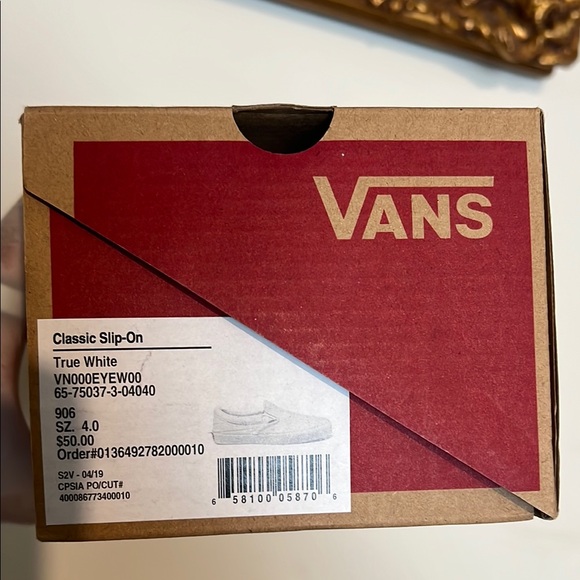 VANS
Classic Slip-On
True White
VN000EYEW00
65-75037-3-04040
906
SZ. 4.0
$50.00
Order#0136492782000010
S2V - 04/19
CPSIA PO/CUT#
400086773400010
6 58100 05870 6